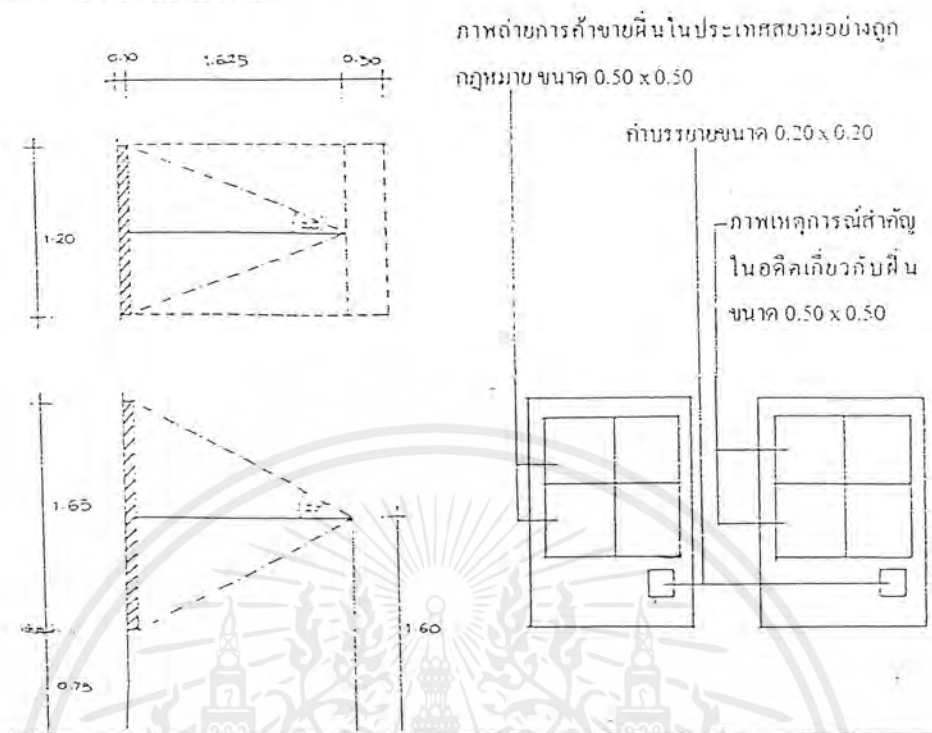 ภาพถ่ายการค้าขายฝิ่นในประเทศสยามอย่างถูก
กฎหมาย ขนาด 0.50 x 0.50
คำบรรยายขนาด 0.20 x 0.20
ภาพเหตุการณ์สำคัญ
ในอดีตเกี่ยวกับฝิ่น
ขนาด 0.50 x 0.50
0.10 1.625 0.50
1.20
1.65
1.60
0.75